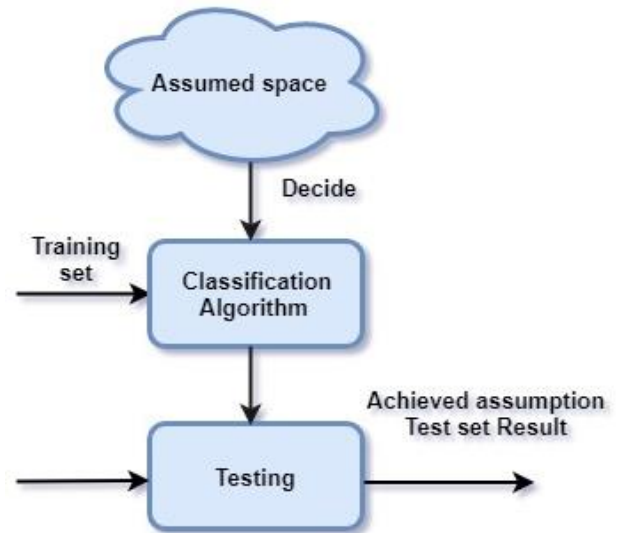 Assumed space
Decide
Training
set
Classification
Algorithm
Achieved assumption
Test set Result
Testing